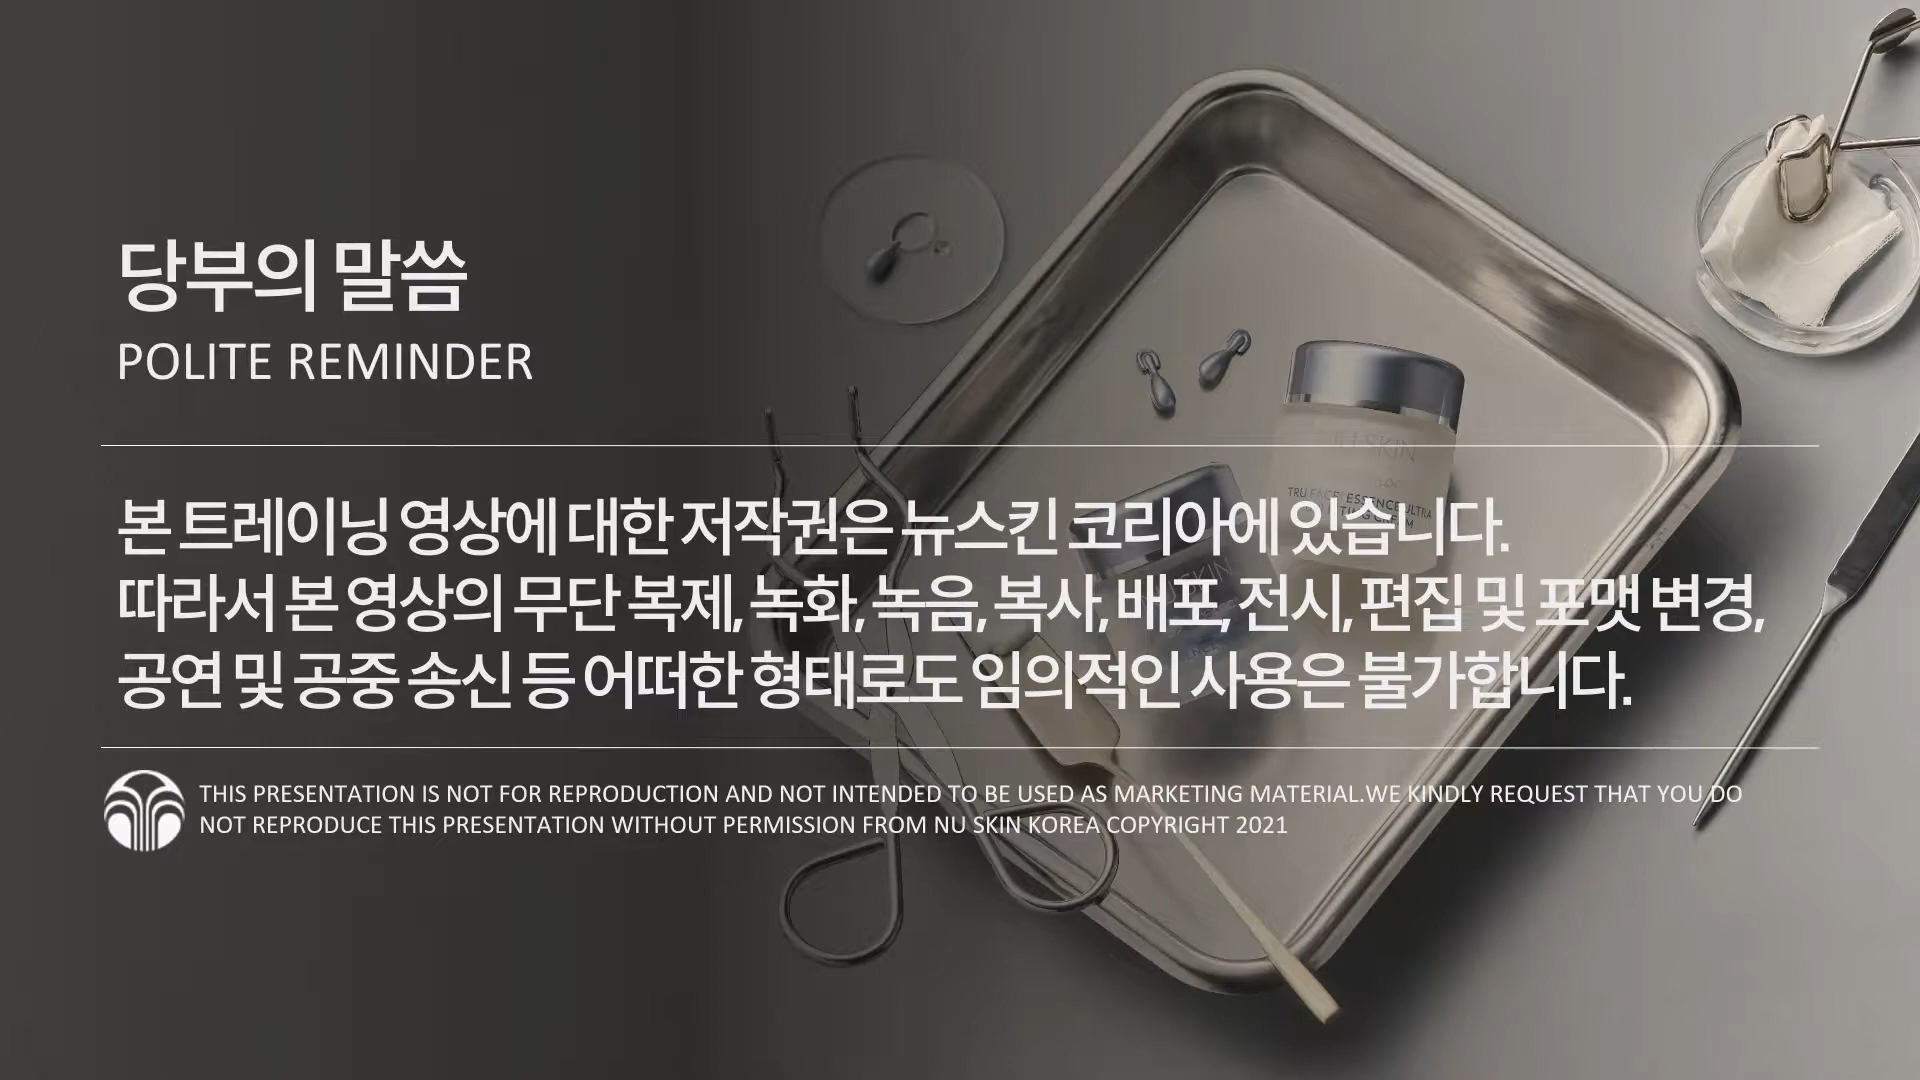 당부의 말씀
POLITE REMINDER
본 트레이닝 영상에 대한 저작권은 뉴스킨 코리아에 있습니다.
따라서 본 영상의 무단 복제, 녹화, 녹음, 복사, 배포, 전시, 편집 및 포맷 변경,
공연 및 공중 송신 등 어떠한 형태로도 임의적인 사용은 불가합니다.
THIS PRESENTATION IS NOT FOR REPRODUCTION AND NOT INTENDED TO BE USED AS MARKETING MATERIAL.WE KINDLY REQUEST THAT YOU DO
NOT REPRODUCE THIS PRESENTATION WITHOUT PERMISSION FROM NU SKIN KOREA COPYRIGHT 2021
TRU FACE ESSENCE ULTRA